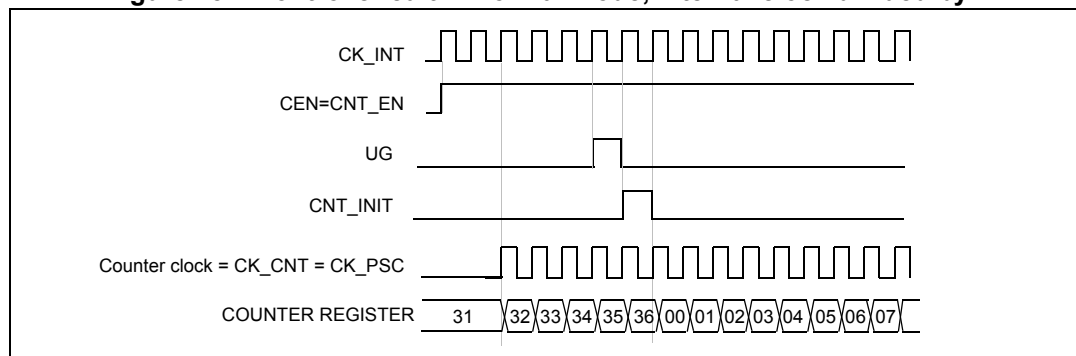 CK_INT
CEN=CNT_EN
UG
CNT_INIT
Counter clock = CK_CNT = CK_PSC
COUNTER REGISTER 31 32 33 34 35 36 00 01 02 03 04 05 06 07